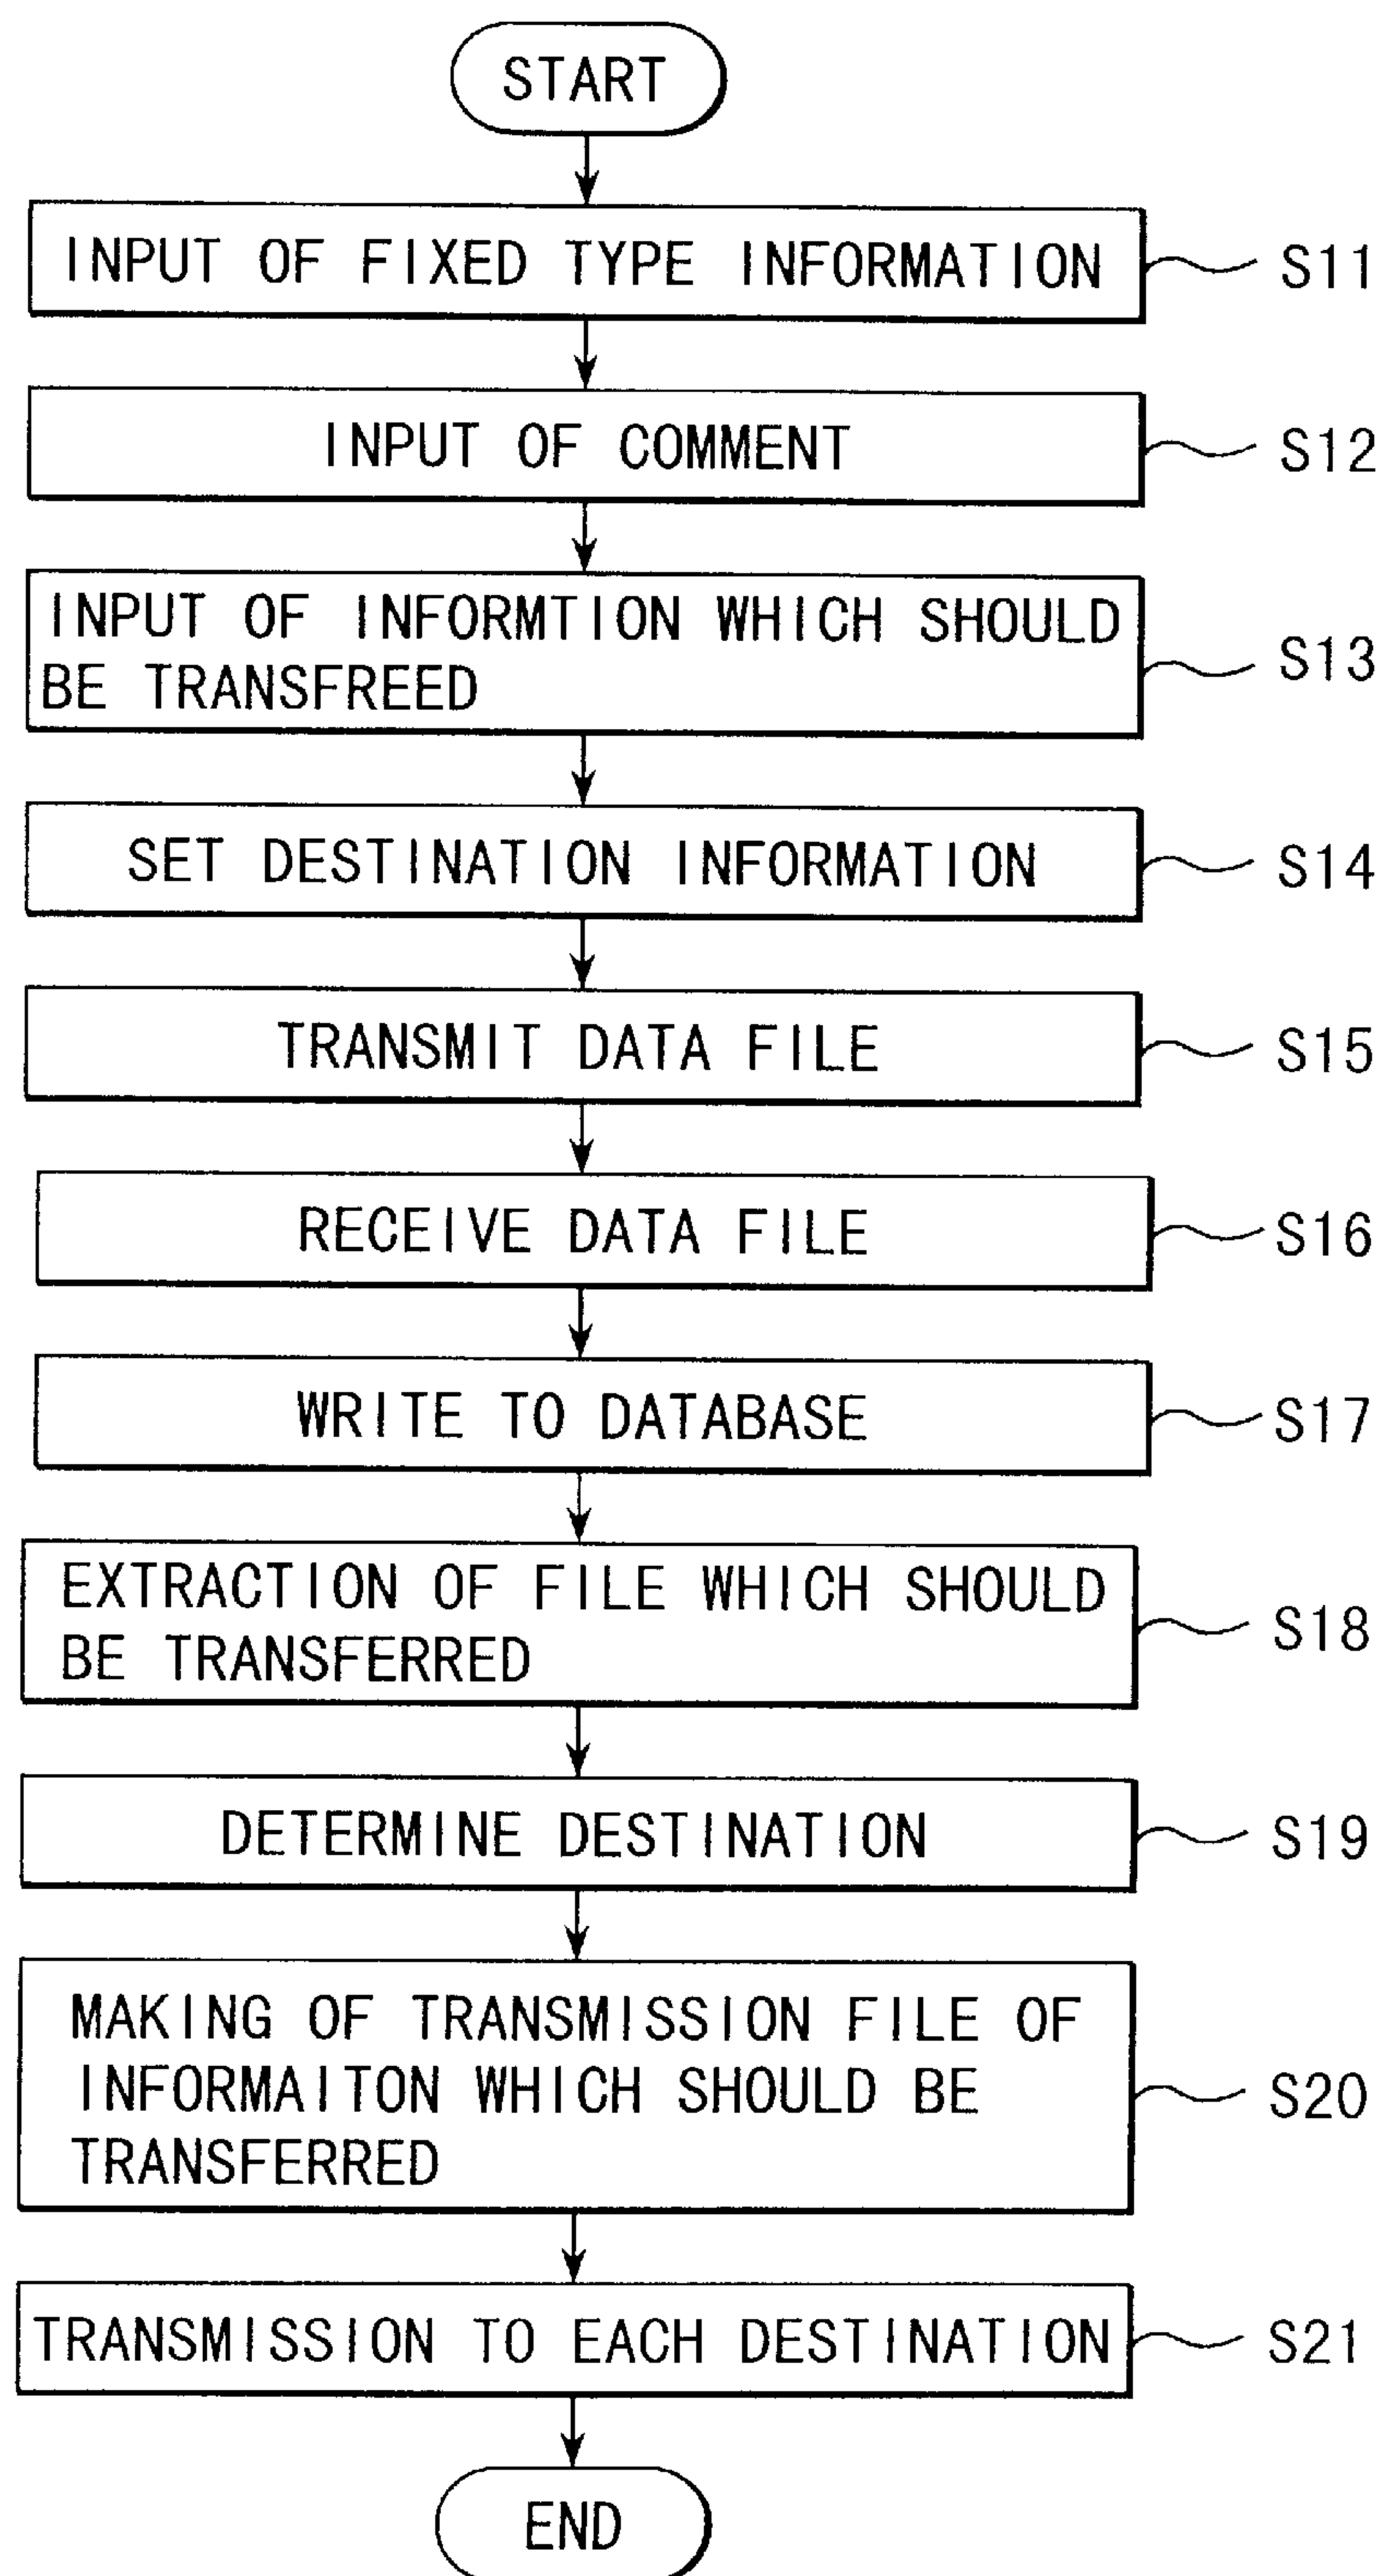 START
INPUT OF FIXED TYPE INFORMATION
S11
INPUT OF COMMENT
S12
INPUT OF INFORMTION WHICH SHOULD
BE TRANSFREED
S13
SET DESTINATION INFORMATION
S14
TRANSMIT DATA FILE
S15
RECEIVE DATA FILE
S16
WRITE TO DATABASE
S17
EXTRACTION OF FILE WHICH SHOULD
BE TRANSFERRED
S18
DETERMINE DESTINATION
S19
MAKING OF TRANSMISSION FILE OF
INFORMAITON WHICH SHOULD BE
TRANSFERRED
S20
TRANSMISSION TO EACH DESTINATION
S21
END